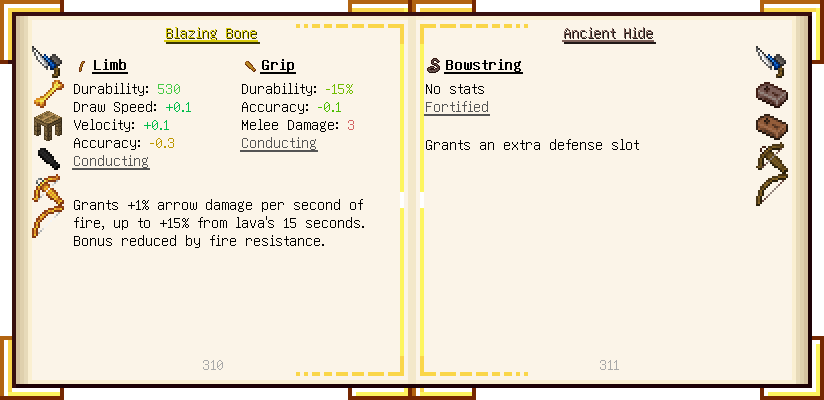 Blazing Bone
Limb
Durability: 530
Draw Speed: +0.1
Velocity: +0.1
Accuracy: -0.3
Conducting
Grip
Durability: -15%
Accuracy: -0.1
Melee Damage: 3
Conducting
Grants +1% arrow damage per second of
fire, up to +15% from lava's 15 seconds.
Bonus reduced by fire resistance.
310
Ancient Hide
Bowstring
No stats
Fortified
Grants an extra defense slot
311